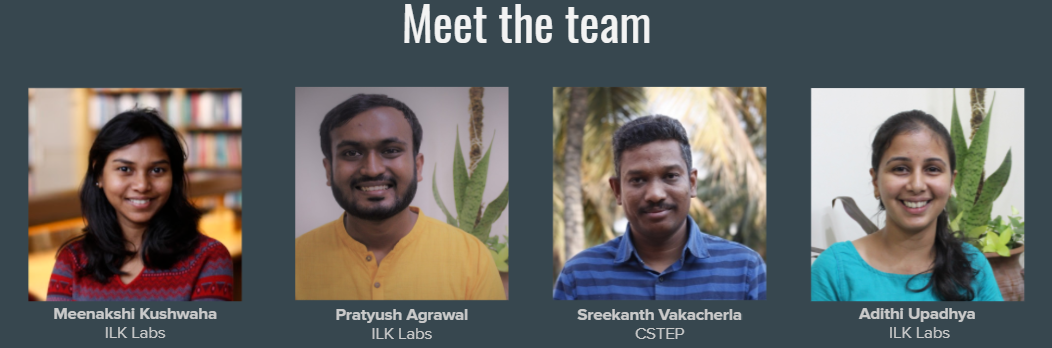 Meet the team
Meenakshi Kushwaha
ILK Labs
Pratyush Agrawal
ILK Labs
Sreekanth Vakacherla
CSTEP
Adithi Upadhya
ILK Labs